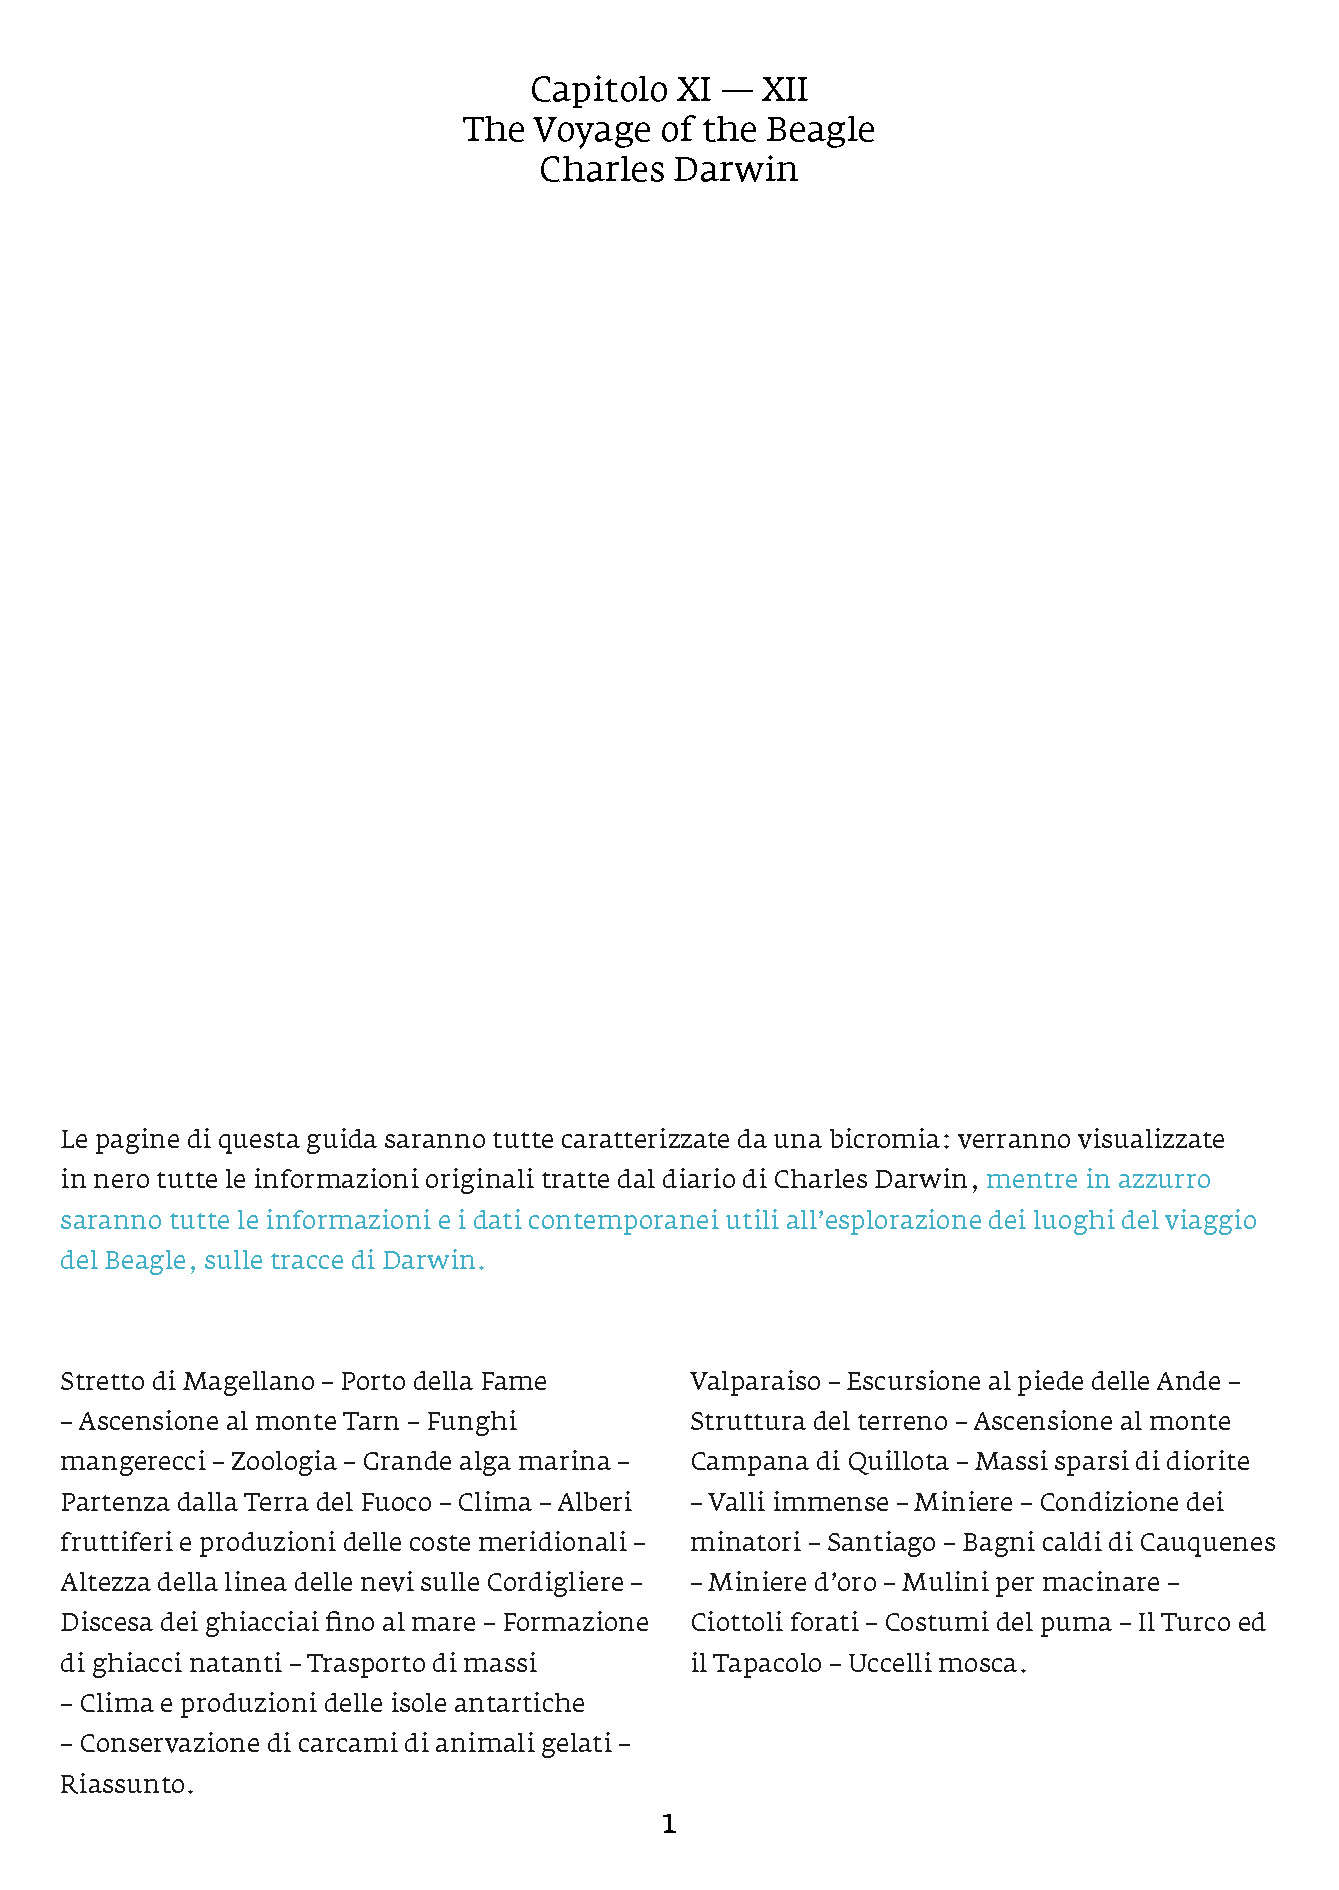 Capitolo XI — XII
The Voyage of the Beagle
Charles Darwin
Le pagine di questa guida saranno tutte caratterizzate da una bicromia: verranno visualizzate
in nero tutte le informazioni originali tratte dal diario di Charles Darwin, mentre in azzurro
saranno tutte le informazioni e i dati contemporanei utili all’esplorazione dei luoghi del viaggio
del Beagle, sulle tracce di Darwin.
Stretto di Magellano – Porto della Fame
– Ascensione al monte Tarn – Funghi
mangerecci – Zoologia – Grande alga marina –
Partenza dalla Terra del Fuoco – Clima – Alberi
fruttiferi e produzioni delle coste meridionali –
Altezza della linea delle nevi sulle Cordigliere –
Discesa dei ghiacciai fino al mare – Formazione
di ghiacci natanti – Trasporto di massi
– Clima e produzioni delle isole antartiche
– Conservazione di carcami di animali gelati –
Riassunto.
Valparaiso – Escursione al piede delle Ande –
Struttura del terreno – Ascensione al monte
Campana di Quillota – Massi sparsi di diorite
– Valli immense – Miniere – Condizione dei
minatori – Santiago – Bagni caldi di Cauquenes
– Miniere d’oro – Mulini per macinare –
Ciottoli forati – Costumi del puma – Il Turco ed
il Tapacolo – Uccelli mosca.
1